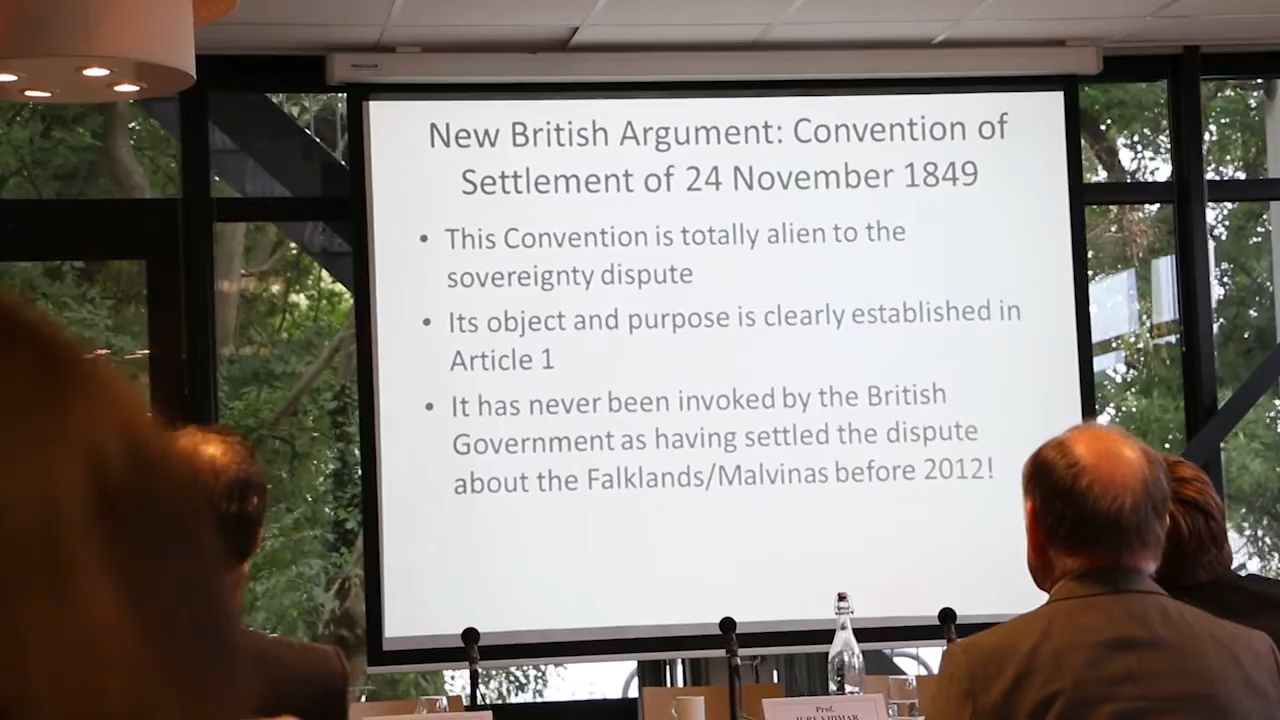 New British Argument: Convention of
Settlement of 24 November 1849
• This Convention is totally alien to the
sovereignty dispute
• Its object and purpose is clearly established in
Article 1
• It has never been invoked by the British
Government as having settled the dispute
about the Falklands/Malvinas before 2012!
Prof.